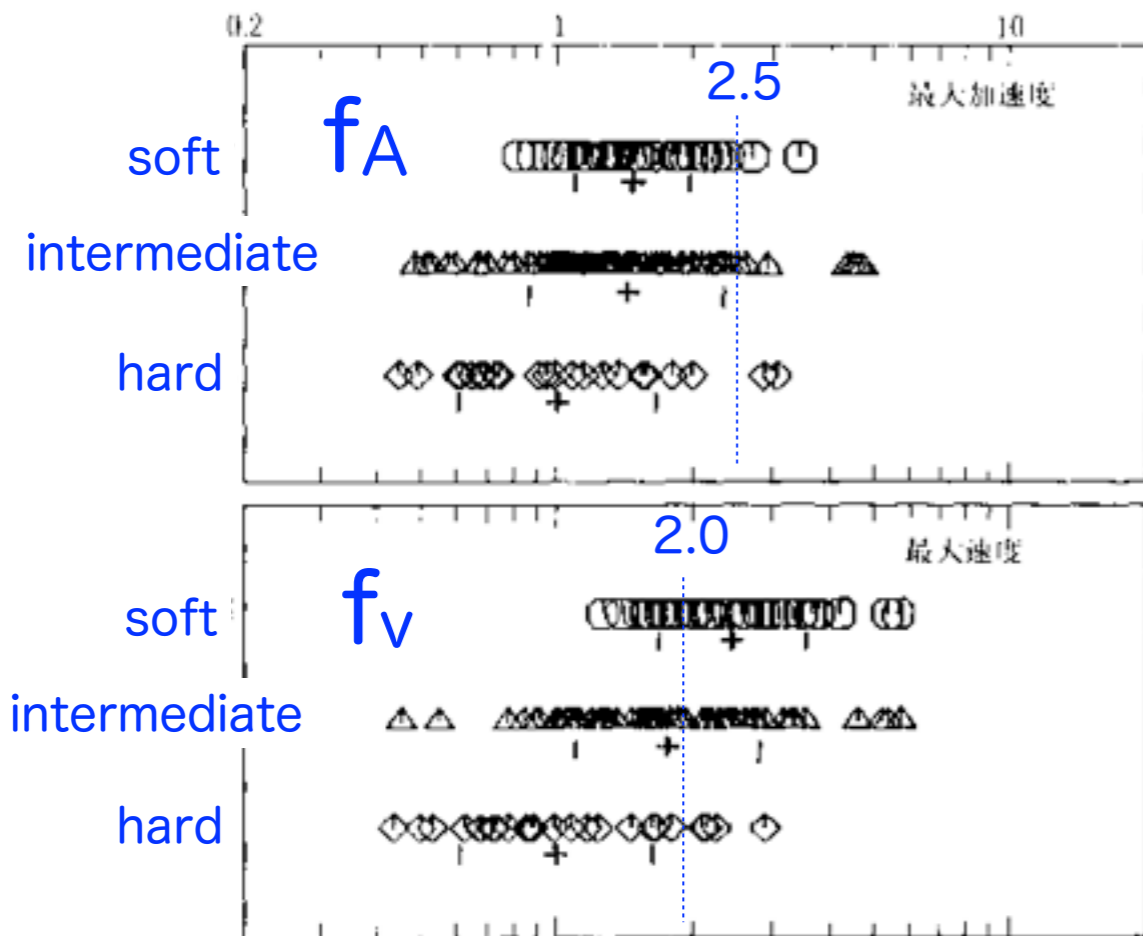 0.2 1 10
2.5
最大加速度
fA
soft
intermediate
hard
2.0
最大速度
fv
soft
intermediate
hard